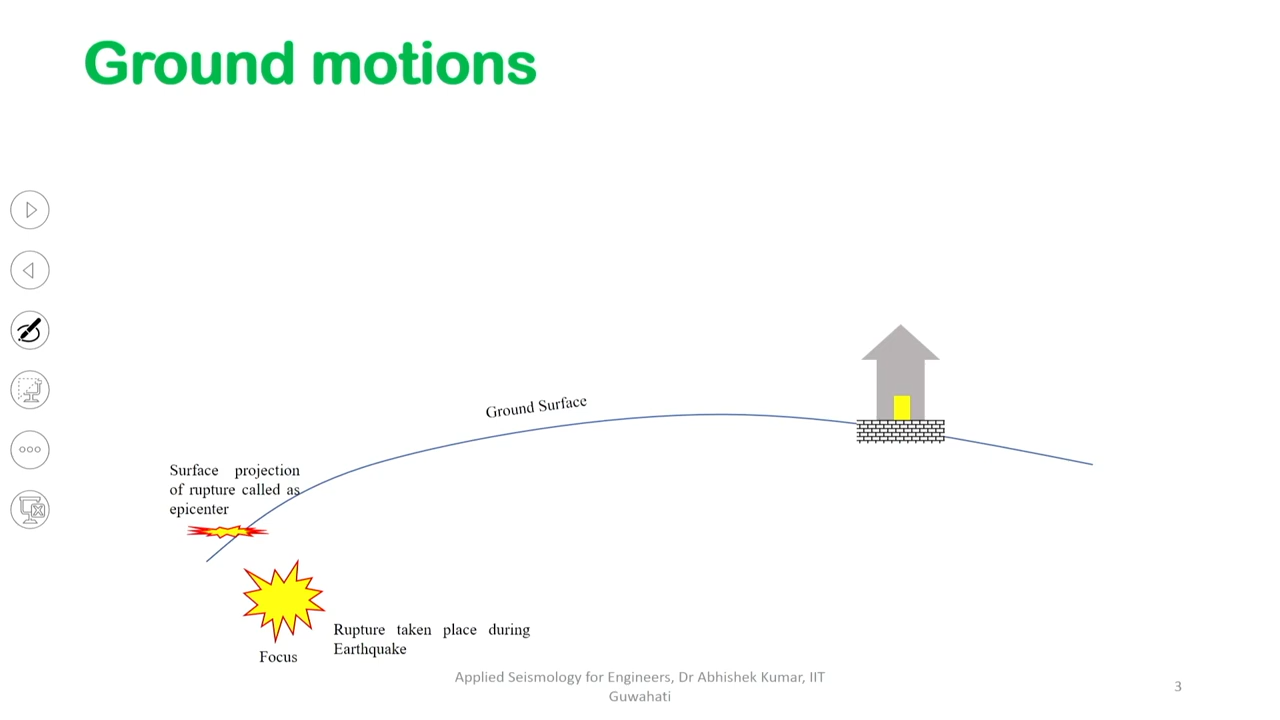 Ground motions
Ground Surface
Surface projection
of rupture called as
epicenter
Rupture taken place during
Earthquake
Focus
Applied Seismology for Engineers, Dr Abhishek Kumar, IIT
Guwahati
3